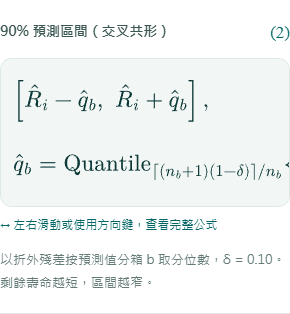 90% 預測區間（交叉共形） (2)
[R̂_i − q̂_b, R̂_i + q̂_b],
q̂_b = Quantile_{⌈(n_b+1)(1−δ)⌉/n_b}
↔ 左右滑動或使用方向鍵，查看完整公式
以折外殘差按預測值分箱 b 取分位數，δ = 0.10。
剩餘壽命越短，區間越窄。